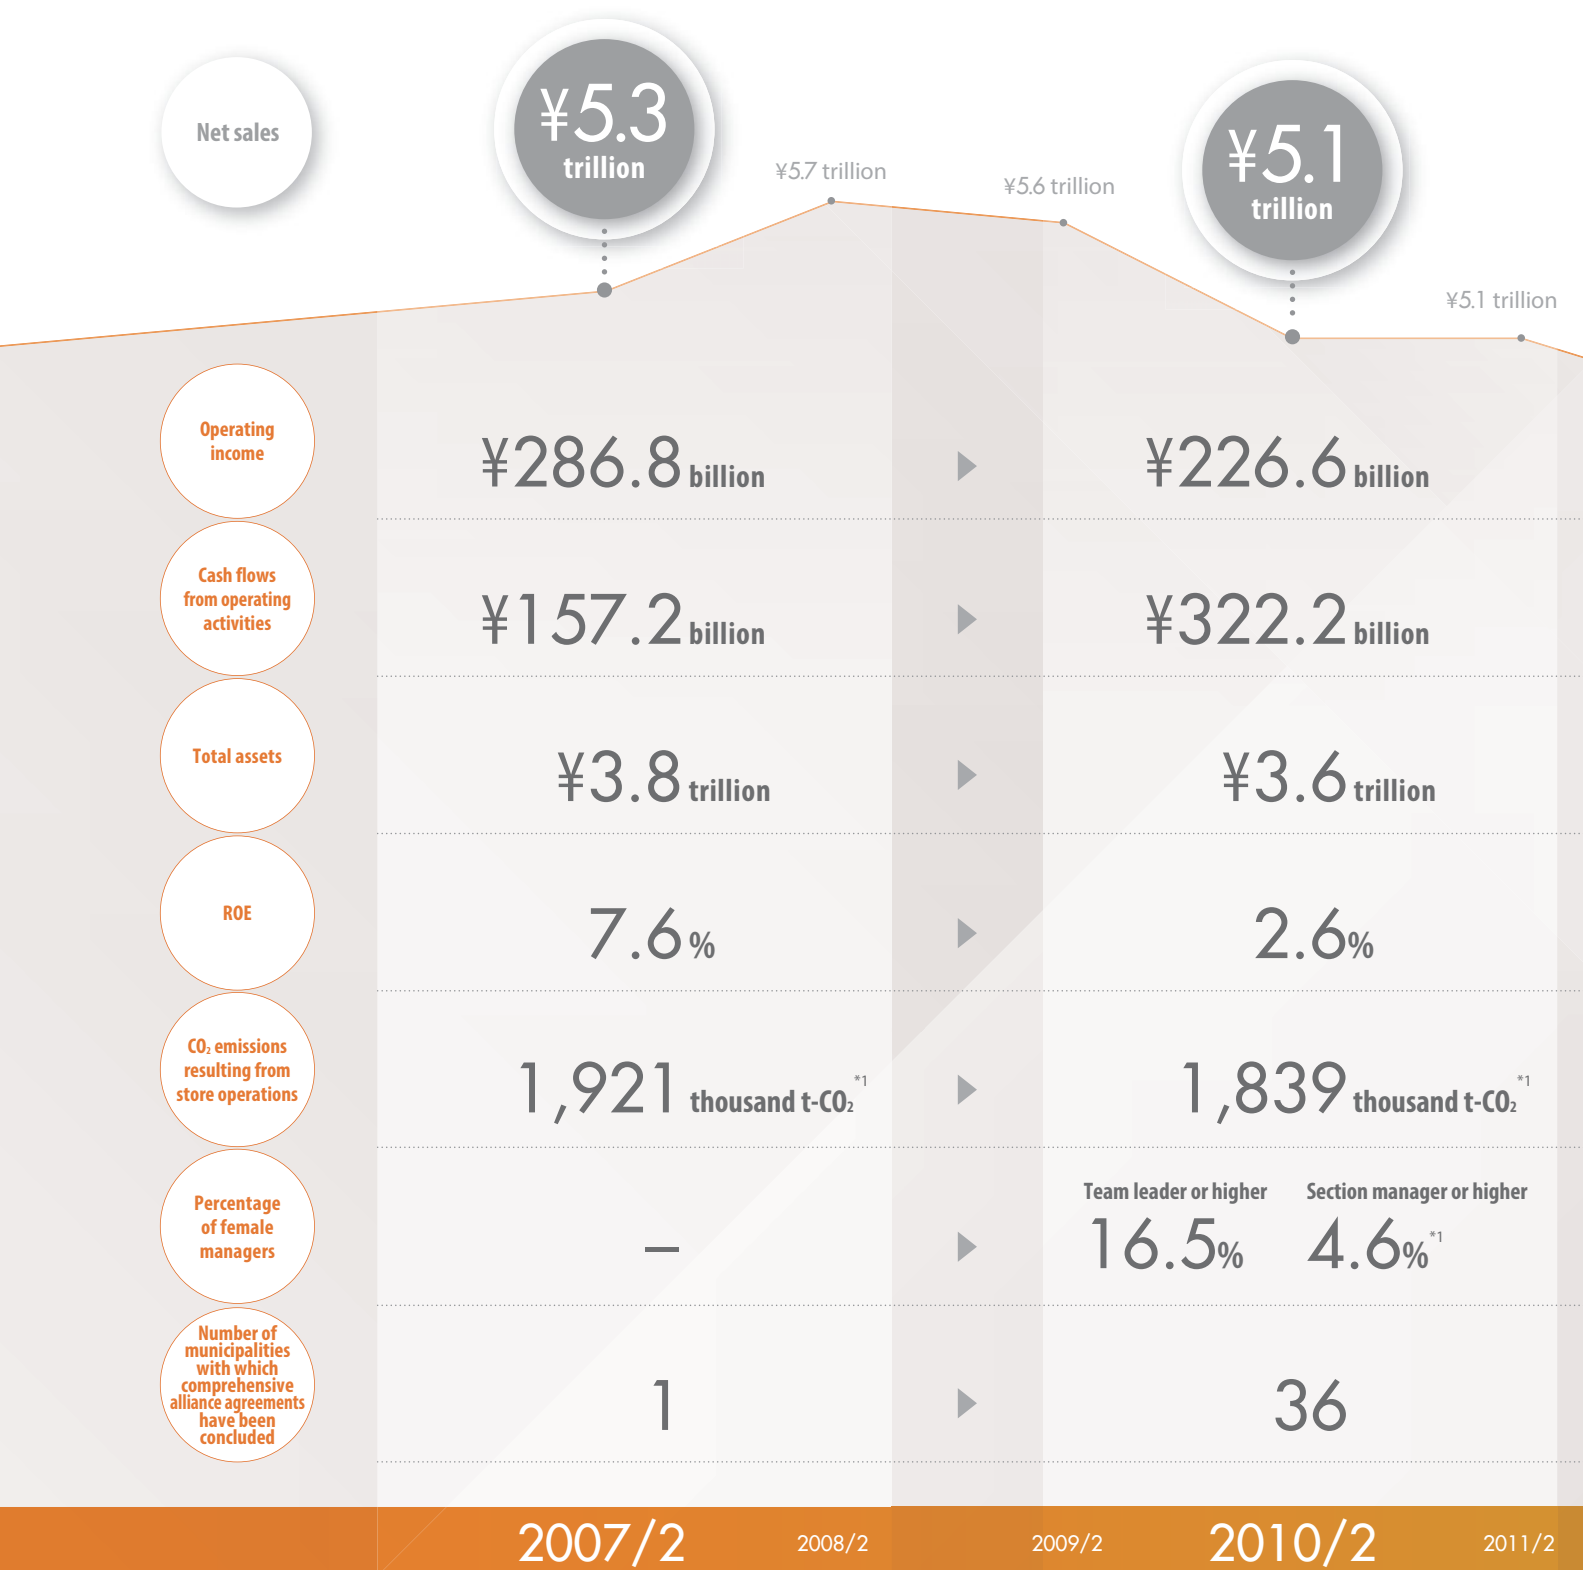 Net sales
¥5.3
trillion
¥5.7 trillion
¥5.6 trillion
¥5.1
trillion
¥5.1 trillion
Operating
income
¥286.8 billion
¥226.6 billion
Cash flows
from operating
activities
¥157.2 billion
¥322.2 billion
Total assets
¥3.8 trillion
¥3.6 trillion
ROE
7.6%
2.6%
CO₂ emissions
resulting from
store operations
1,921 thousand t-CO₂*1
1,839 thousand t-CO₂*1
Percentage
of female
managers
–
Team leader or higher
16.5%
Section manager or higher
4.6%*1
Number of
municipalities
with which
comprehensive
alliance agreements
have been
concluded
1
36
2007/2
2008/2
2009/2
2010/2
2011/2